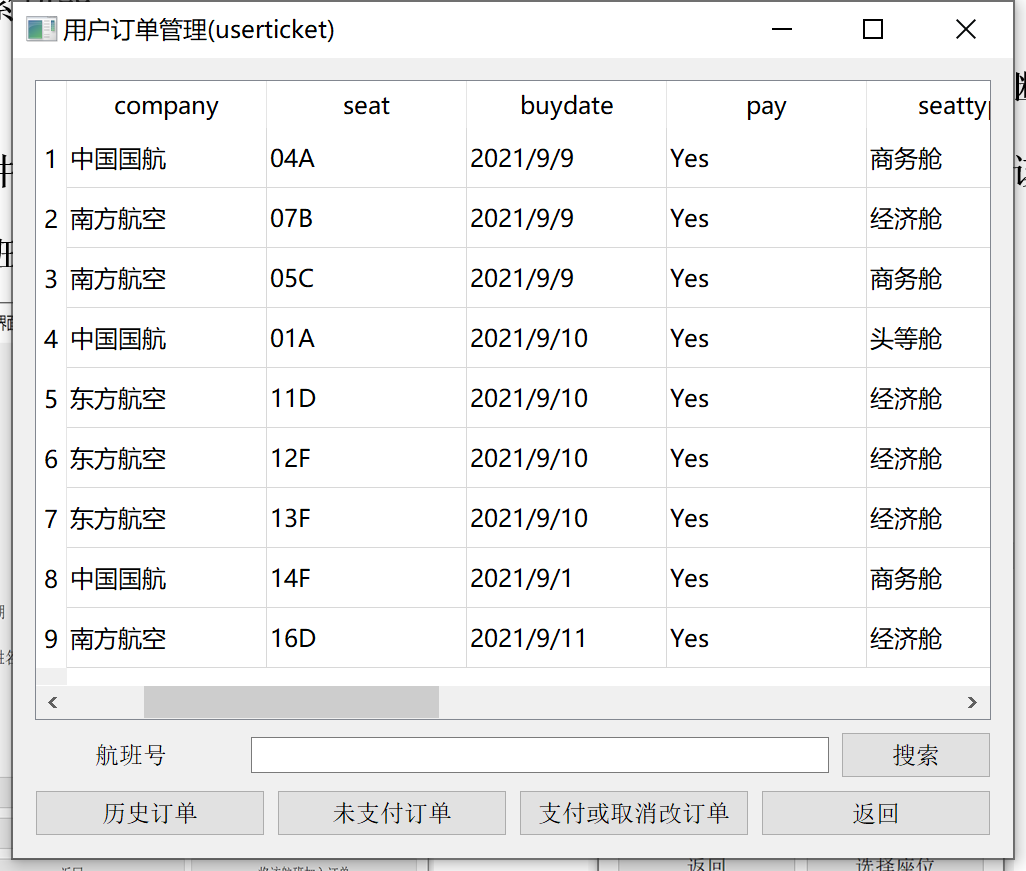 用户订单管理(userticket)
company seat buydate pay seatty
1 中国国航 04A 2021/9/9 Yes 商务舱
2 南方航空 07B 2021/9/9 Yes 经济舱
3 南方航空 05C 2021/9/9 Yes 商务舱
4 中国国航 01A 2021/9/10 Yes 头等舱
5 东方航空 11D 2021/9/10 Yes 经济舱
6 东方航空 12F 2021/9/10 Yes 经济舱
7 东方航空 13F 2021/9/10 Yes 经济舱
8 中国国航 14F 2021/9/1 Yes 商务舱
9 南方航空 16D 2021/9/11 Yes 经济舱
航班号 搜索
历史订单 未支付订单 支付或取消改订单 返回
返回 选择座位